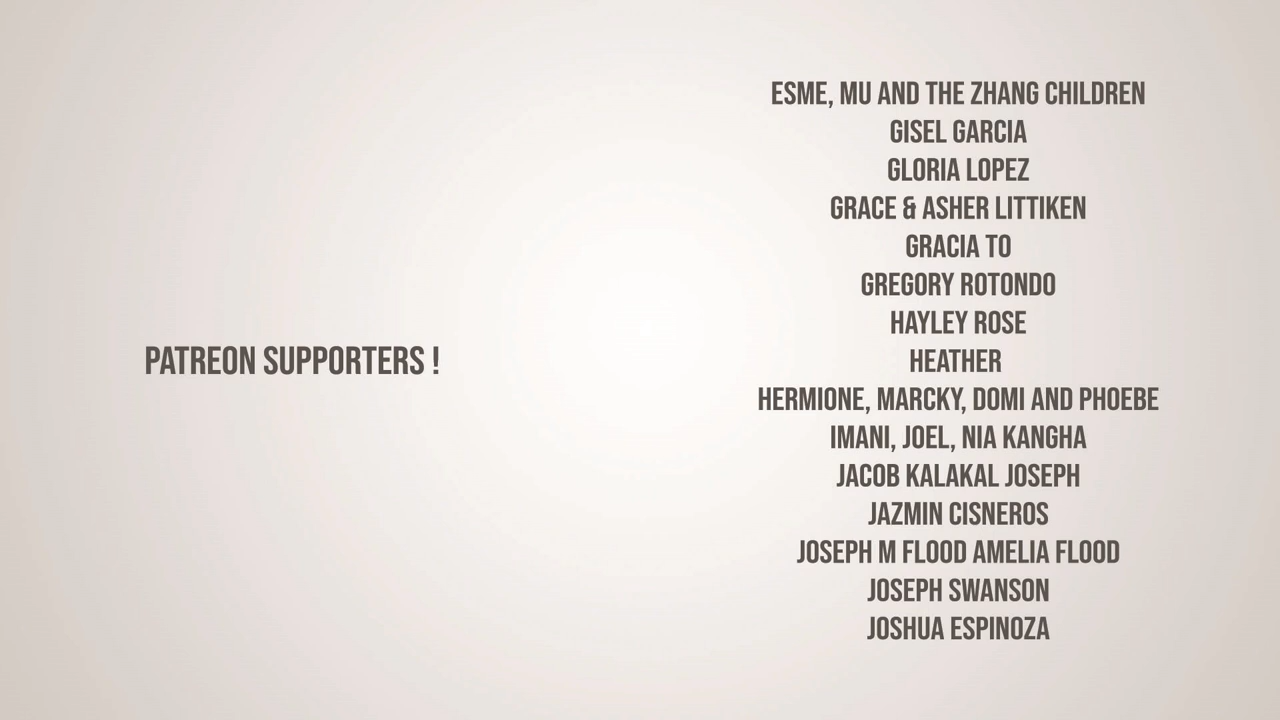 PATREON SUPPORTERS !
ESME, MU AND THE ZHANG CHILDREN
GISEL GARCIA
GLORIA LOPEZ
GRACE & ASHER LITTIKEN
GRACIA TO
GREGORY ROTONDO
HAYLEY ROSE
HEATHER
HERMIONE, MARCKY, DOMI AND PHOEBE
IMANI, JOEL, NIA KANGHA
JACOB KALAKAL JOSEPH
JAZMIN CISNEROS
JOSEPH M FLOOD AMELIA FLOOD
JOSEPH SWANSON
JOSHUA ESPINOZA